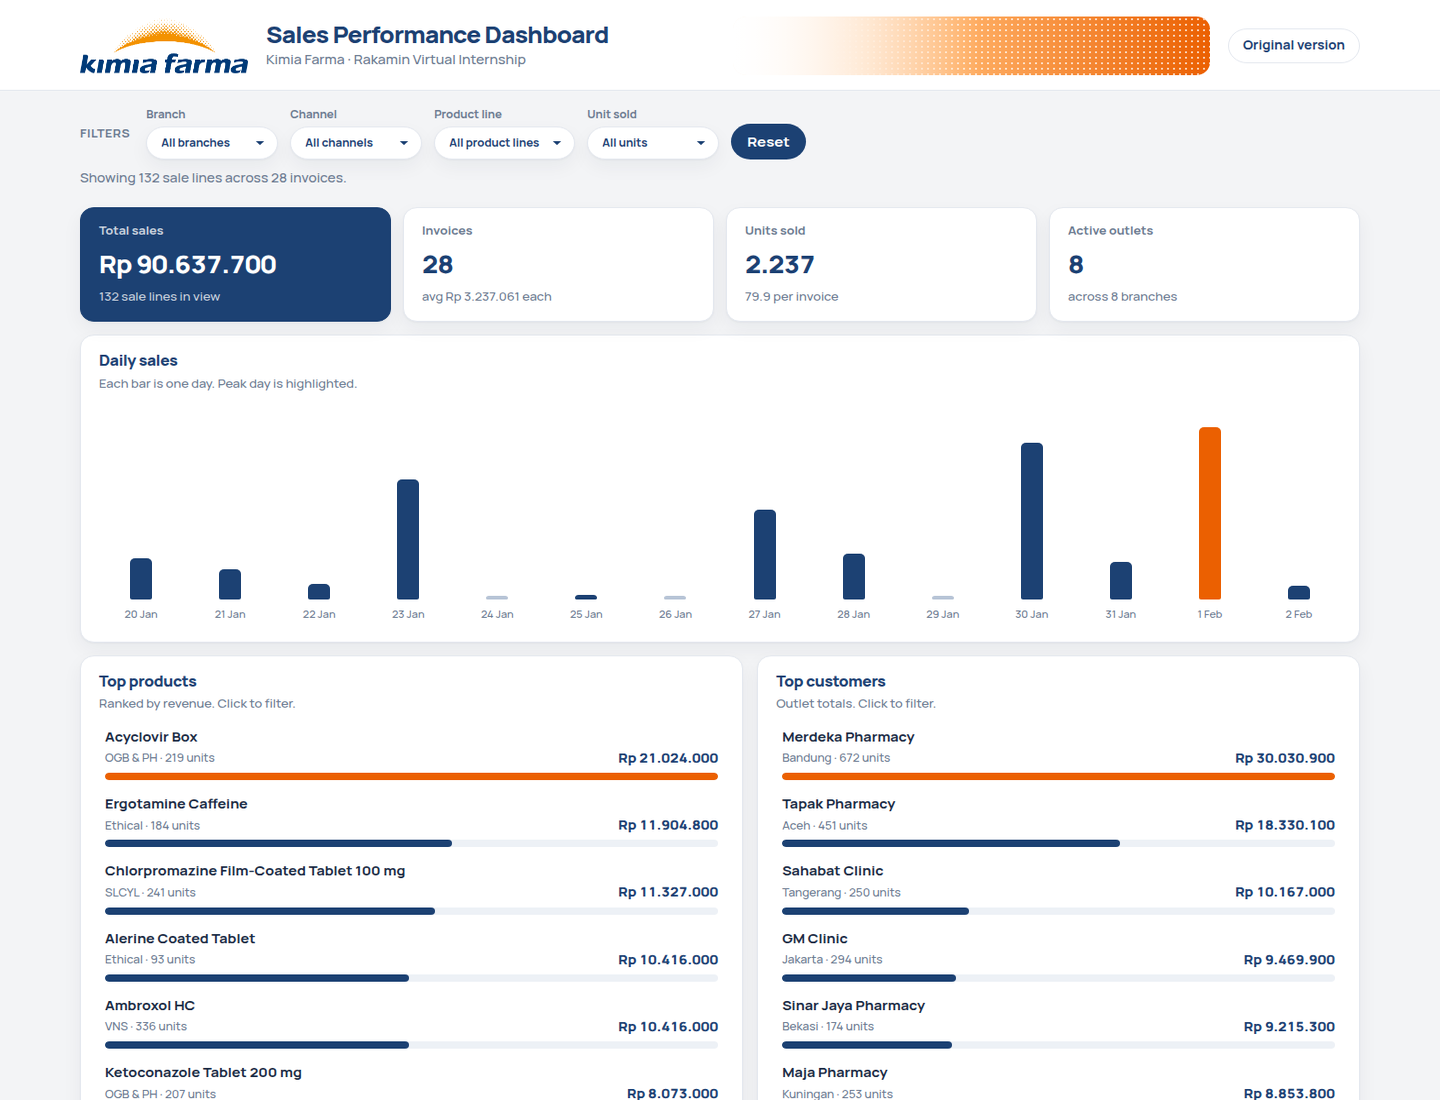 kimia farma
Sales Performance Dashboard
Kimia Farma · Rakamin Virtual Internship
Original version
FILTERS
Branch
All branches
Channel
All channels
Product line
All product lines
Unit sold
All units
Reset
Showing 132 sale lines across 28 invoices.
Total sales
Rp 90.637.700
132 sale lines in view
Invoices
28
avg Rp 3.237.061 each
Units sold
2.237
79.9 per invoice
Active outlets
8
across 8 branches
Daily sales
Each bar is one day. Peak day is highlighted.
20 Jan
21 Jan
22 Jan
23 Jan
24 Jan
25 Jan
26 Jan
27 Jan
28 Jan
29 Jan
30 Jan
31 Jan
1 Feb
2 Feb
Top products
Ranked by revenue. Click to filter.
Acyclovir Box
OGB & PH · 219 units
Rp 21.024.000
Ergotamine Caffeine
Ethical · 184 units
Rp 11.904.800
Chlorpromazine Film-Coated Tablet 100 mg
SLCYL · 241 units
Rp 11.327.000
Alerine Coated Tablet
Ethical · 93 units
Rp 10.416.000
Ambroxol HC
VNS · 336 units
Rp 10.416.000
Ketoconazole Tablet 200 mg
OGB & PH · 207 units
Rp 8.073.000
Top customers
Outlet totals. Click to filter.
Merdeka Pharmacy
Bandung · 672 units
Rp 30.030.900
Tapak Pharmacy
Aceh · 451 units
Rp 18.330.100
Sahabat Clinic
Tangerang · 250 units
Rp 10.167.000
GM Clinic
Jakarta · 294 units
Rp 9.469.900
Sinar Jaya Pharmacy
Bekasi · 174 units
Rp 9.215.300
Maja Pharmacy
Kuningan · 253 units
Rp 8.853.800